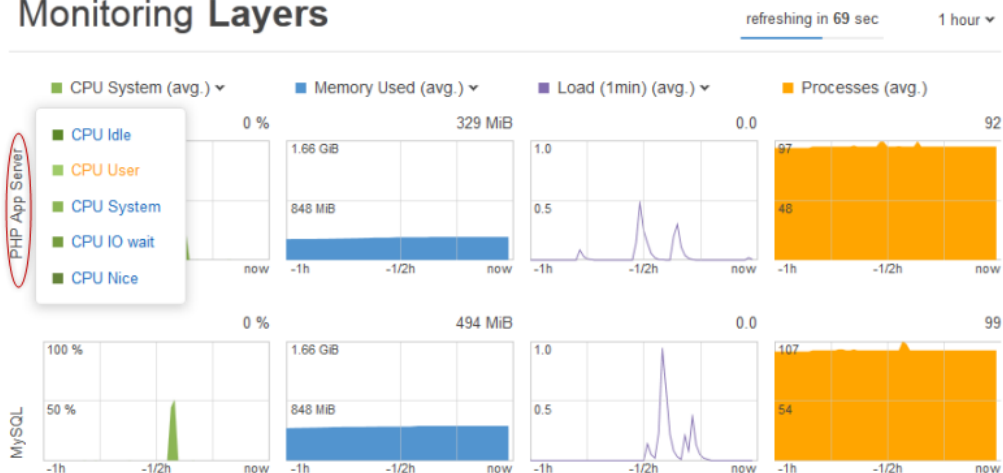 Monitoring Layers
refreshing in 69 sec
1 hour
CPU System (avg.)
Memory Used (avg.)
Load (1min) (avg.)
Processes (avg.)
PHP App Server
CPU Idle
CPU User
CPU System
CPU IO wait
CPU Nice
0 %
now
329 MiB
1.66 GiB
848 MiB
-1h
-1/2h
now
0.0
1.0
0.5
-1h
-1/2h
now
92
97
48
-1h
-1/2h
now
MySQL
0 %
100 %
50 %
-1h
-1/2h
now
494 MiB
1.66 GiB
848 MiB
-1h
-1/2h
now
0.0
1.0
0.5
-1h
-1/2h
now
99
107
54
-1h
-1/2h
now